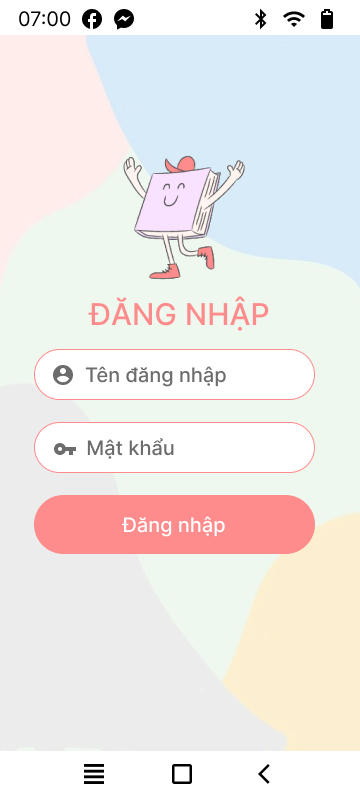 07:00
ĐĂNG NHẬP
Tên đăng nhập
Mật khẩu
Đăng nhập